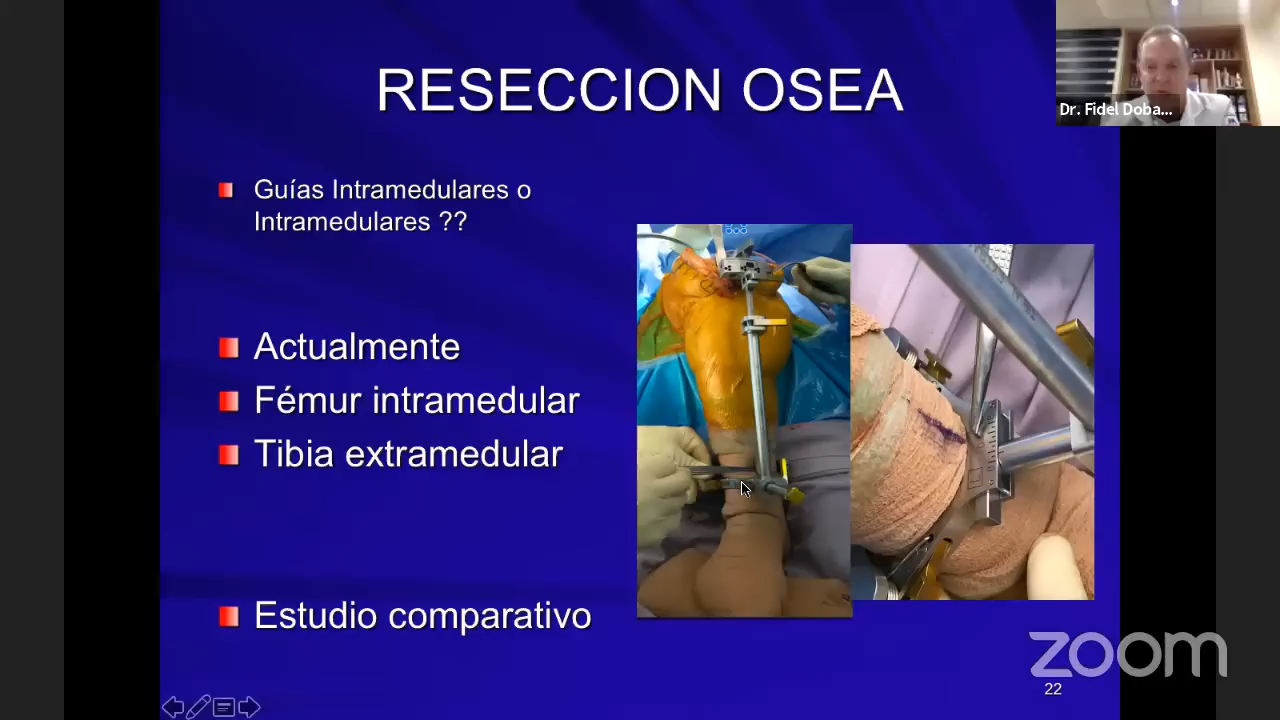 RESECCION OSEA
Dr. Fidel Doba...
Guías Intramedulares o
Intramedulares ??
Actualmente
Fémur intramedular
Tibia extramedular
Estudio comparativo
zoom
22